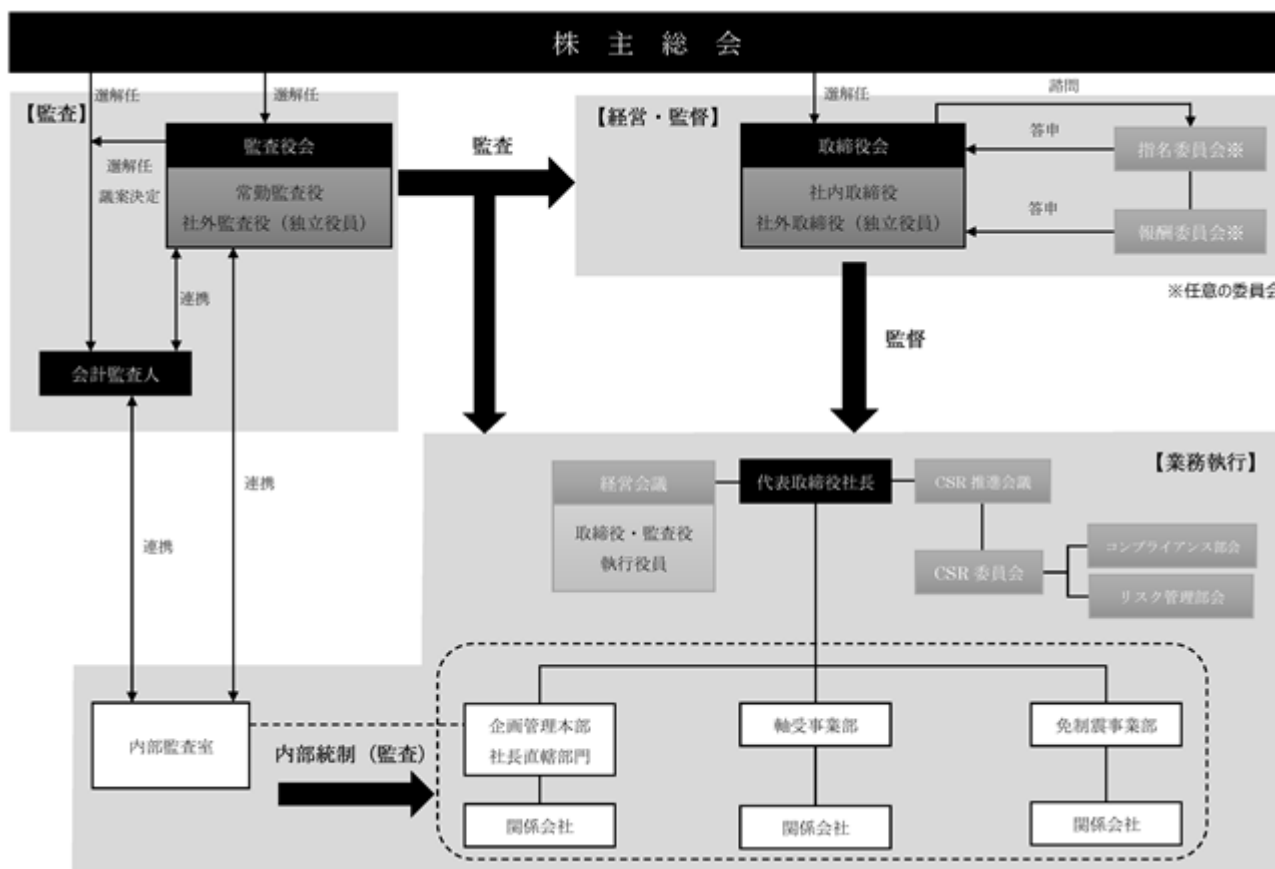 株主総会
選解任
選解任
選解任
諮問
【監査】
【経営・監督】
監査役会
監査
取締役会
答申
指名委員会※
選解任
議案決定
常勤監査役
社外監査役（独立役員）
社内取締役
社外取締役（独立役員）
答申
報酬委員会※
※任意の委員会
連携
監督
会計監査人
【業務執行】
連携
経営会議
代表取締役社長
CSR 推進会議
取締役・監査役
執行役員
連携
コンプライアンス部会
CSR 委員会
リスク管理部会
内部監査室
内部統制（監査）
企画管理本部
社長直轄部門
軸受事業部
免制震事業部
関係会社
関係会社
関係会社